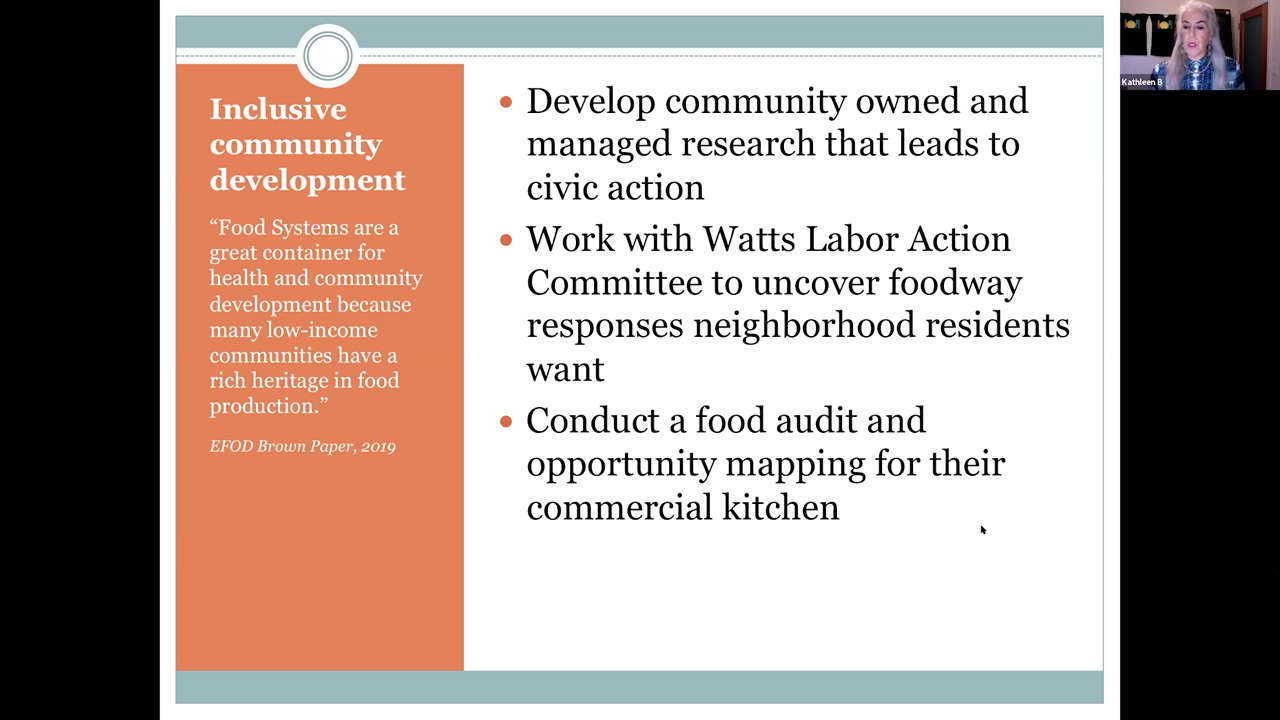 Inclusive
community
development
“Food Systems are a
great container for
health and community
development because
many low-income
communities have a
rich heritage in food
production.”
EFOD Brown Paper, 2019
• Develop community owned and
managed research that leads to
civic action
• Work with Watts Labor Action
Committee to uncover foodway
responses neighborhood residents
want
• Conduct a food audit and
opportunity mapping for their
commercial kitchen
Kathleen B